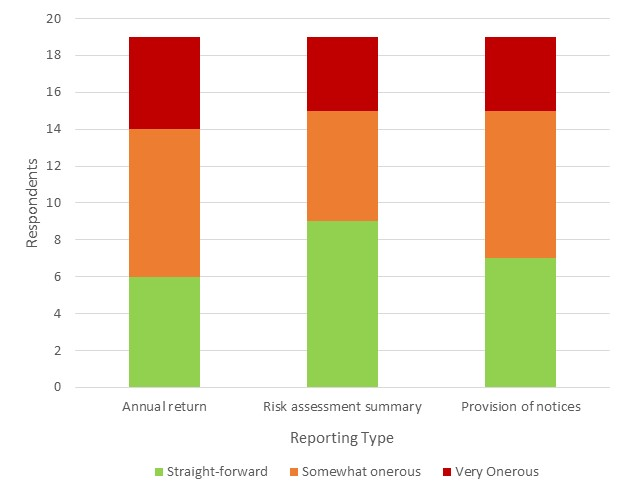 20
18
16
14
12
10
8
6
4
2
0
Respondents
Annual return
Risk assessment summary
Provision of notices
Reporting Type
Straight-forward
Somewhat onerous
Very Onerous